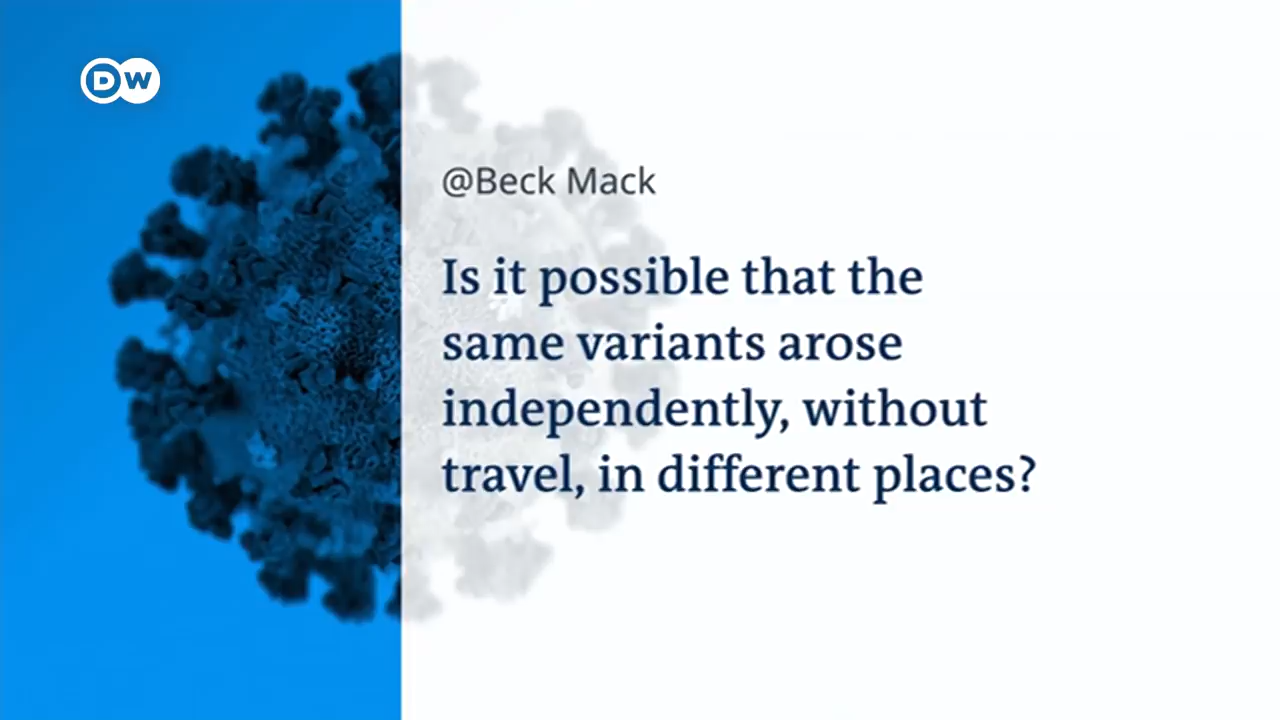 DW
@Beck Mack
Is it possible that the
same variants arose
independently, without
travel, in different places?